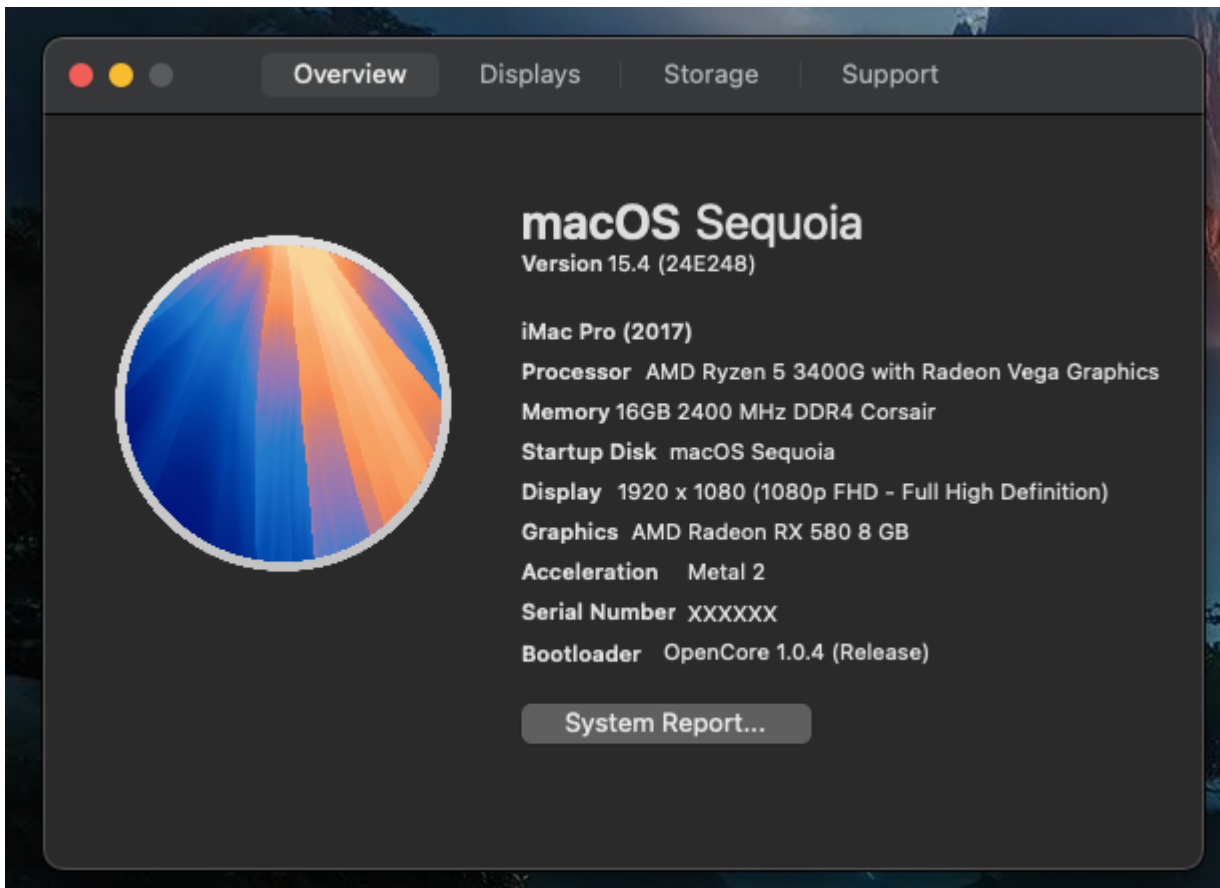 Overview Displays Storage Support
macOS Sequoia
Version 15.4 (24E248)
iMac Pro (2017)
Processor AMD Ryzen 5 3400G with Radeon Vega Graphics
Memory 16GB 2400 MHz DDR4 Corsair
Startup Disk macOS Sequoia
Display 1920 x 1080 (1080p FHD - Full High Definition)
Graphics AMD Radeon RX 580 8 GB
Acceleration Metal 2
Serial Number XXXXXX
Bootloader OpenCore 1.0.4 (Release)
System Report...